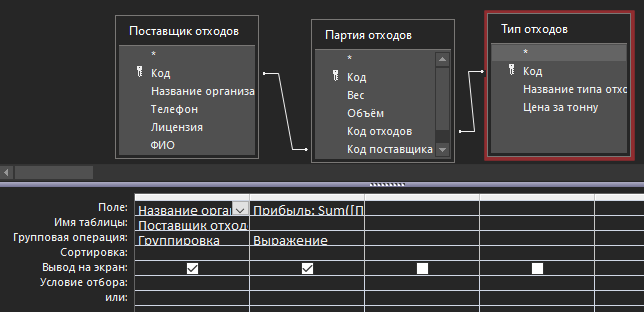 Поставщик отходов
*
Код
Название организа
Телефон
Лицензия
ФИО
Партия отходов
*
Код
Вес
Объём
Код отходов
Код поставщика
Тип отходов
*
Код
Название типа отхо
Цена за тонну
Поле: Название орган Прибыль: Sum([П
Имя таблицы: Поставщик отход
Групповая операция: Группировка Выражение
Сортировка:
Вывод на экран:
Условие отбора:
или: